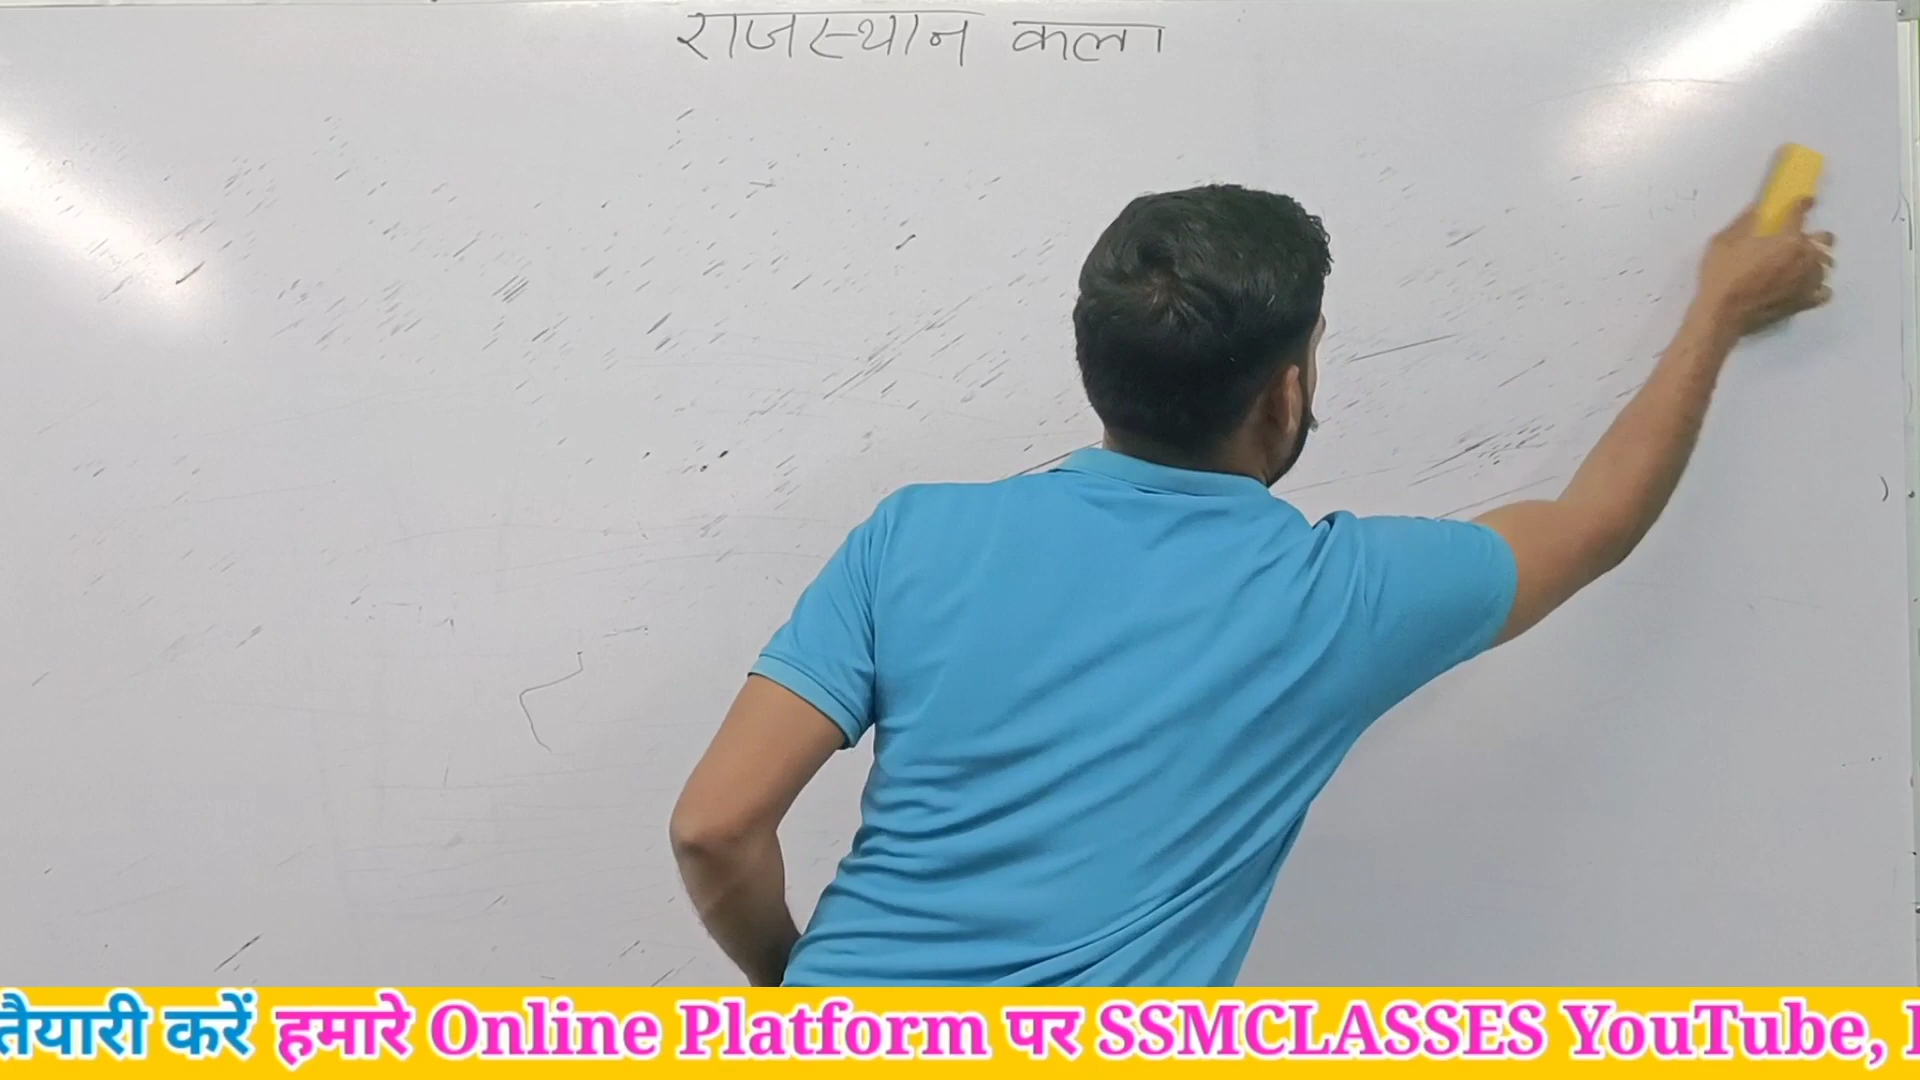 राजस्थान कला
तैयारी करें हमारे Online Platform पर SSMCLASSES YouTube,